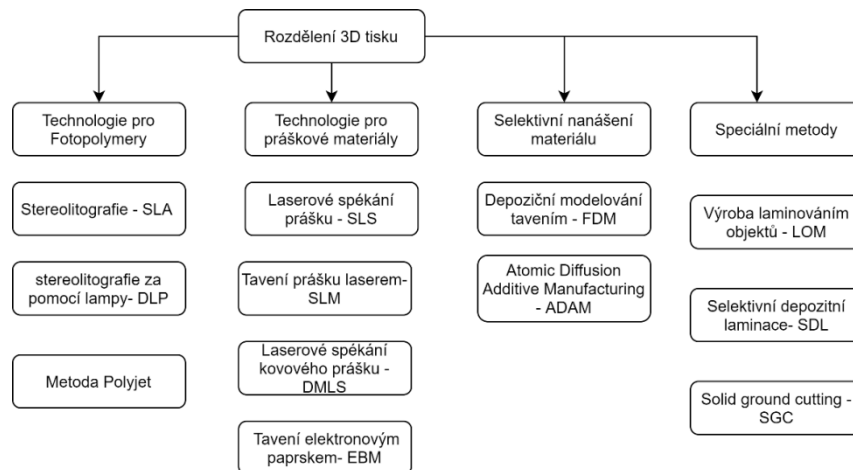 Rozdělení 3D tisku
Technologie pro
Fotopolymery
Stereolitografie - SLA
stereolitografie za
pomocí lampy- DLP
Metoda Polyjet
Technologie pro
práškové materiály
Laserové spékání
prášku - SLS
Tavení prášku laserem-
SLM
Laserové spékání
kovového prášku -
DMLS
Tavení elektronovým
paprskem- EBM
Selektivní nanášení
materiálu
Depoziční modelování
tavením - FDM
Atomic Diffusion
Additive Manufacturing
- ADAM
Speciální metody
Výroba laminováním
objektů - LOM
Selektivní depozitní
laminace- SDL
Solid ground cutting -
SGC